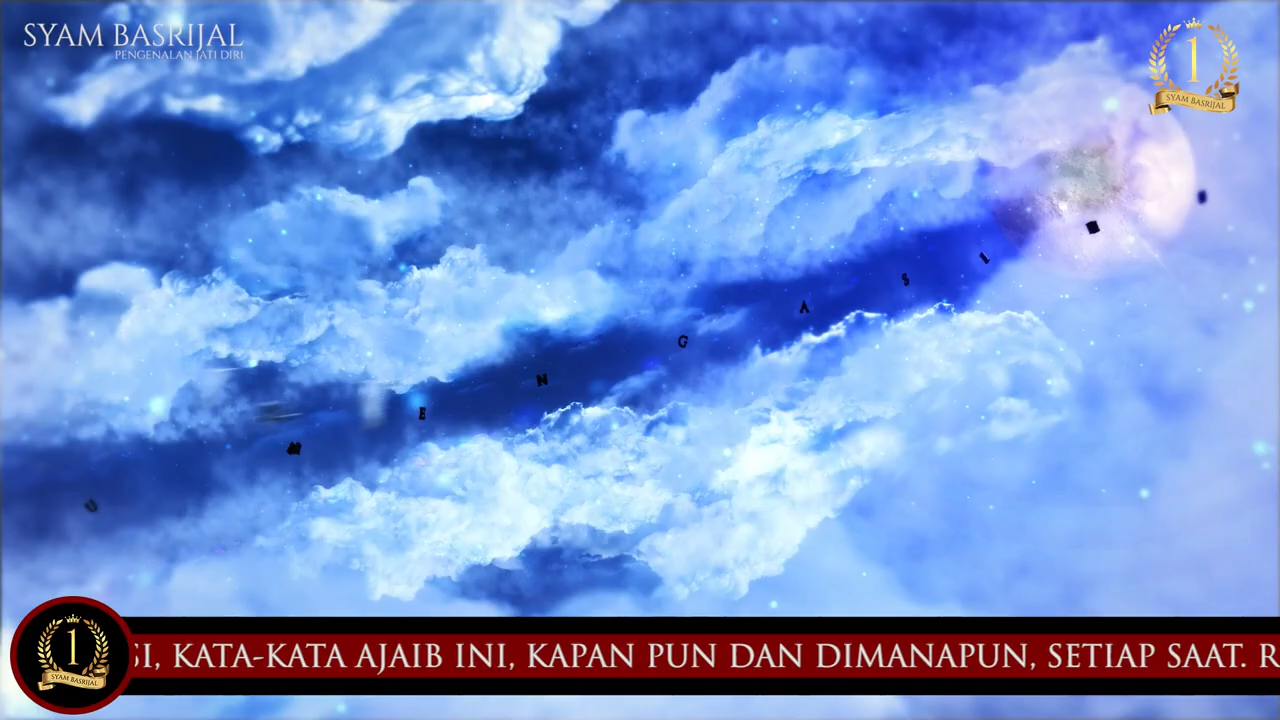 SYAM BASRIJAL
PENGENALAN JATI DIRI
1
SYAM BASRIJAL
U M E N G A S I
1
SYAM BASRIJAL
SI, KATA-KATA AJAIB INI, KAPAN PUN DAN DIMANAPUN, SETIAP SAAT. R